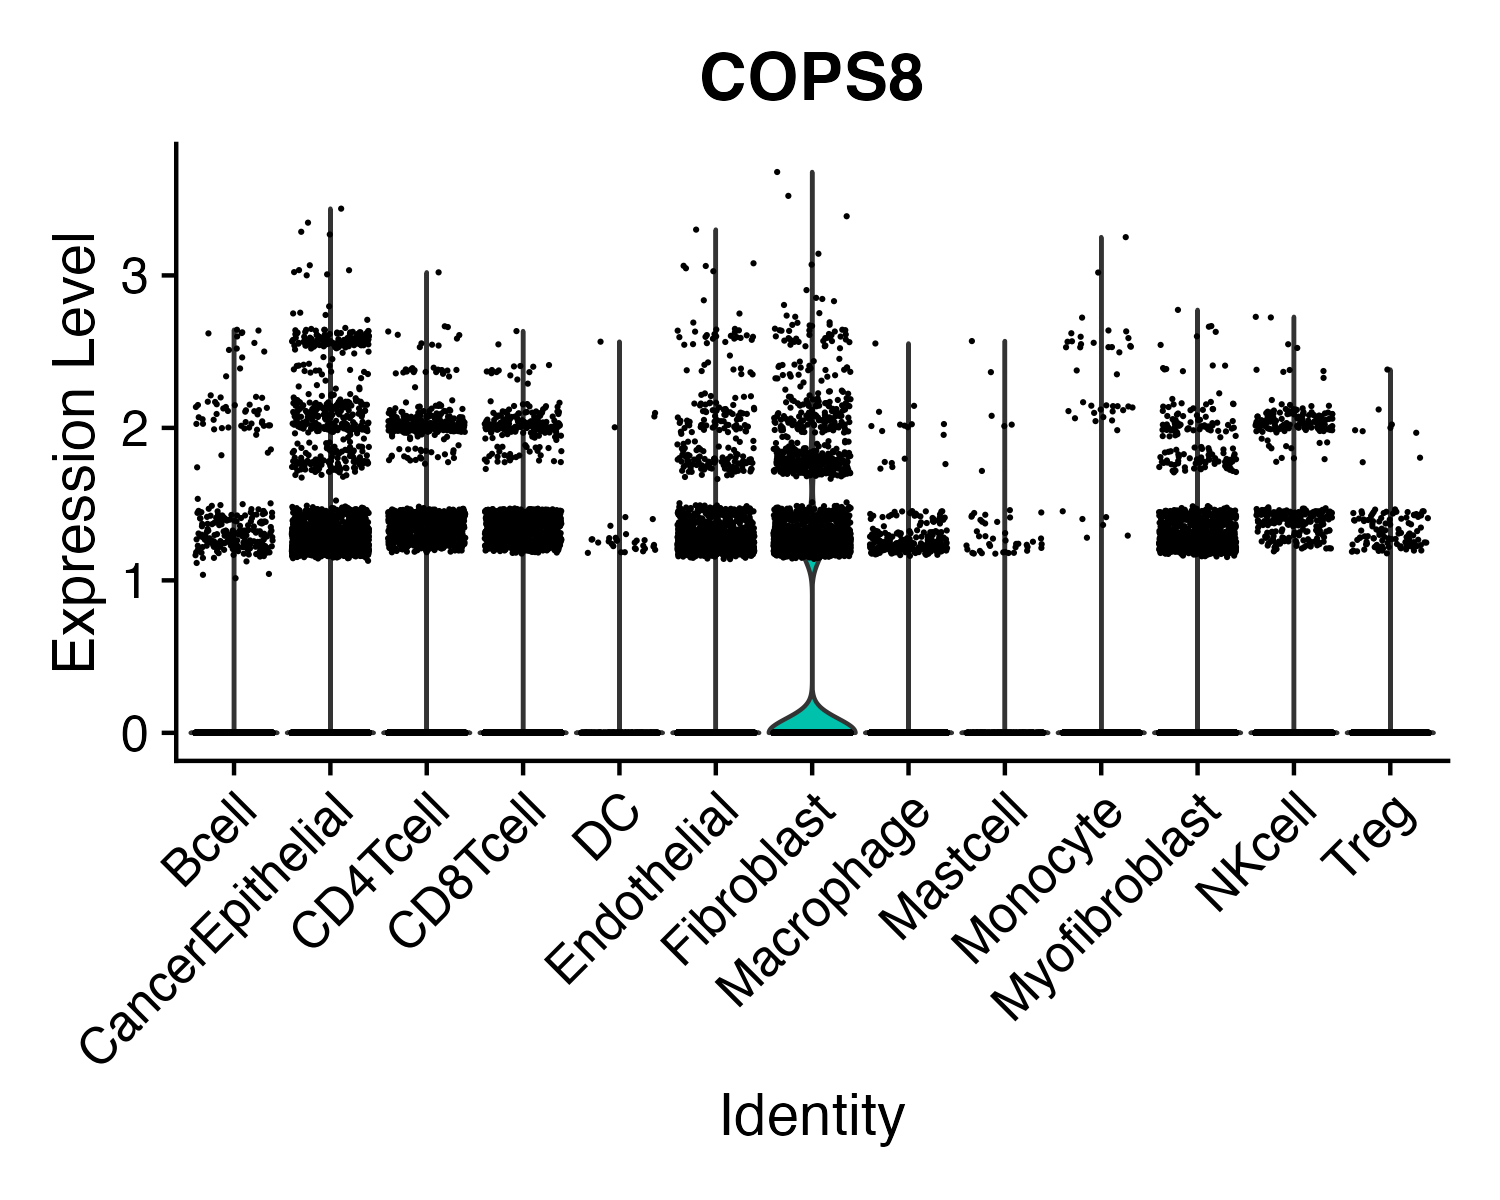 COPS8
Expression Level
3
2
1
0
Bcell
CancerEpithelial
CD4Tcell
CD8Tcell
DC
Endothelial
Fibroblast
Macrophage
Mastcell
Monocyte
Myofibroblast
NKcell
Treg
Identity